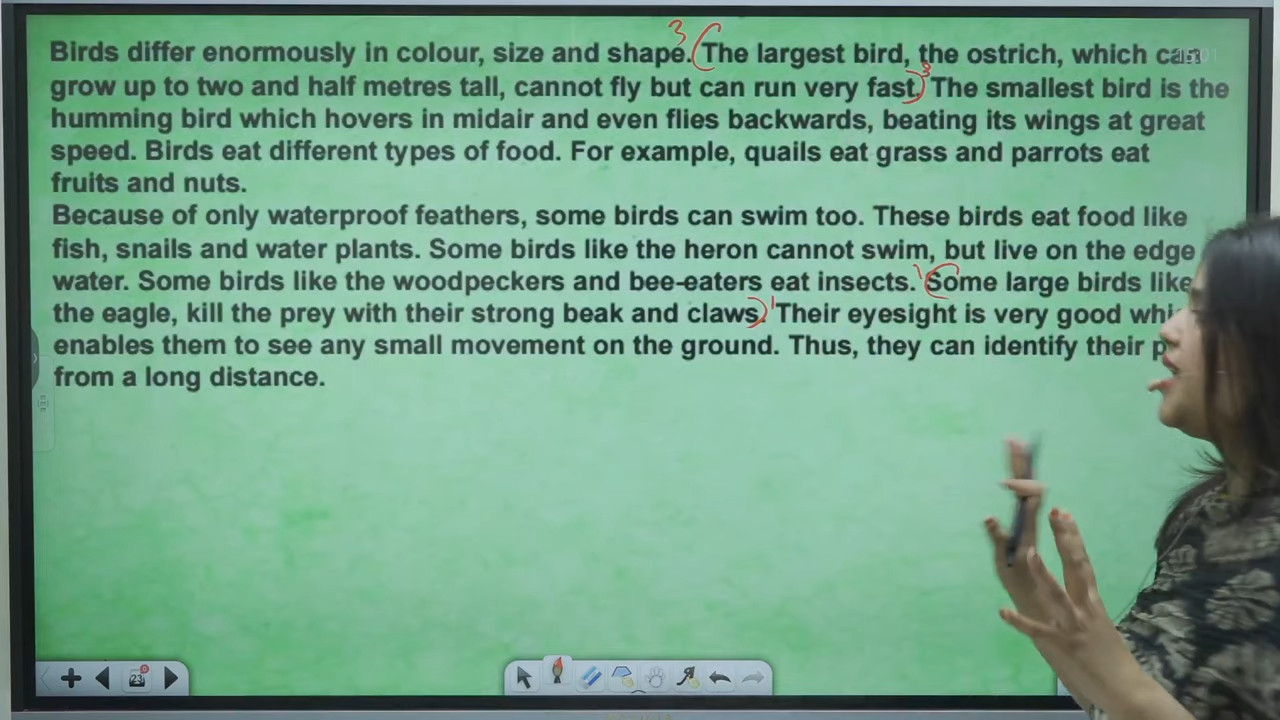 Birds differ enormously in colour, size and shape. 3 (The largest bird, the ostrich, which can
grow up to two and half metres tall, cannot fly but can run very fast.) 3 The smallest bird is the
humming bird which hovers in midair and even flies backwards, beating its wings at great
speed. Birds eat different types of food. For example, quails eat grass and parrots eat
fruits and nuts.
Because of only waterproof feathers, some birds can swim too. These birds eat food like
fish, snails and water plants. Some birds like the heron cannot swim, but live on the edge
water. Some birds like the woodpeckers and bee-eaters eat insects. 1 (Some large birds like
the eagle, kill the prey with their strong beak and claws.) 1 Their eyesight is very good
enables them to see any small movement on the ground. Thus, they can identify their
from a long distance.
23